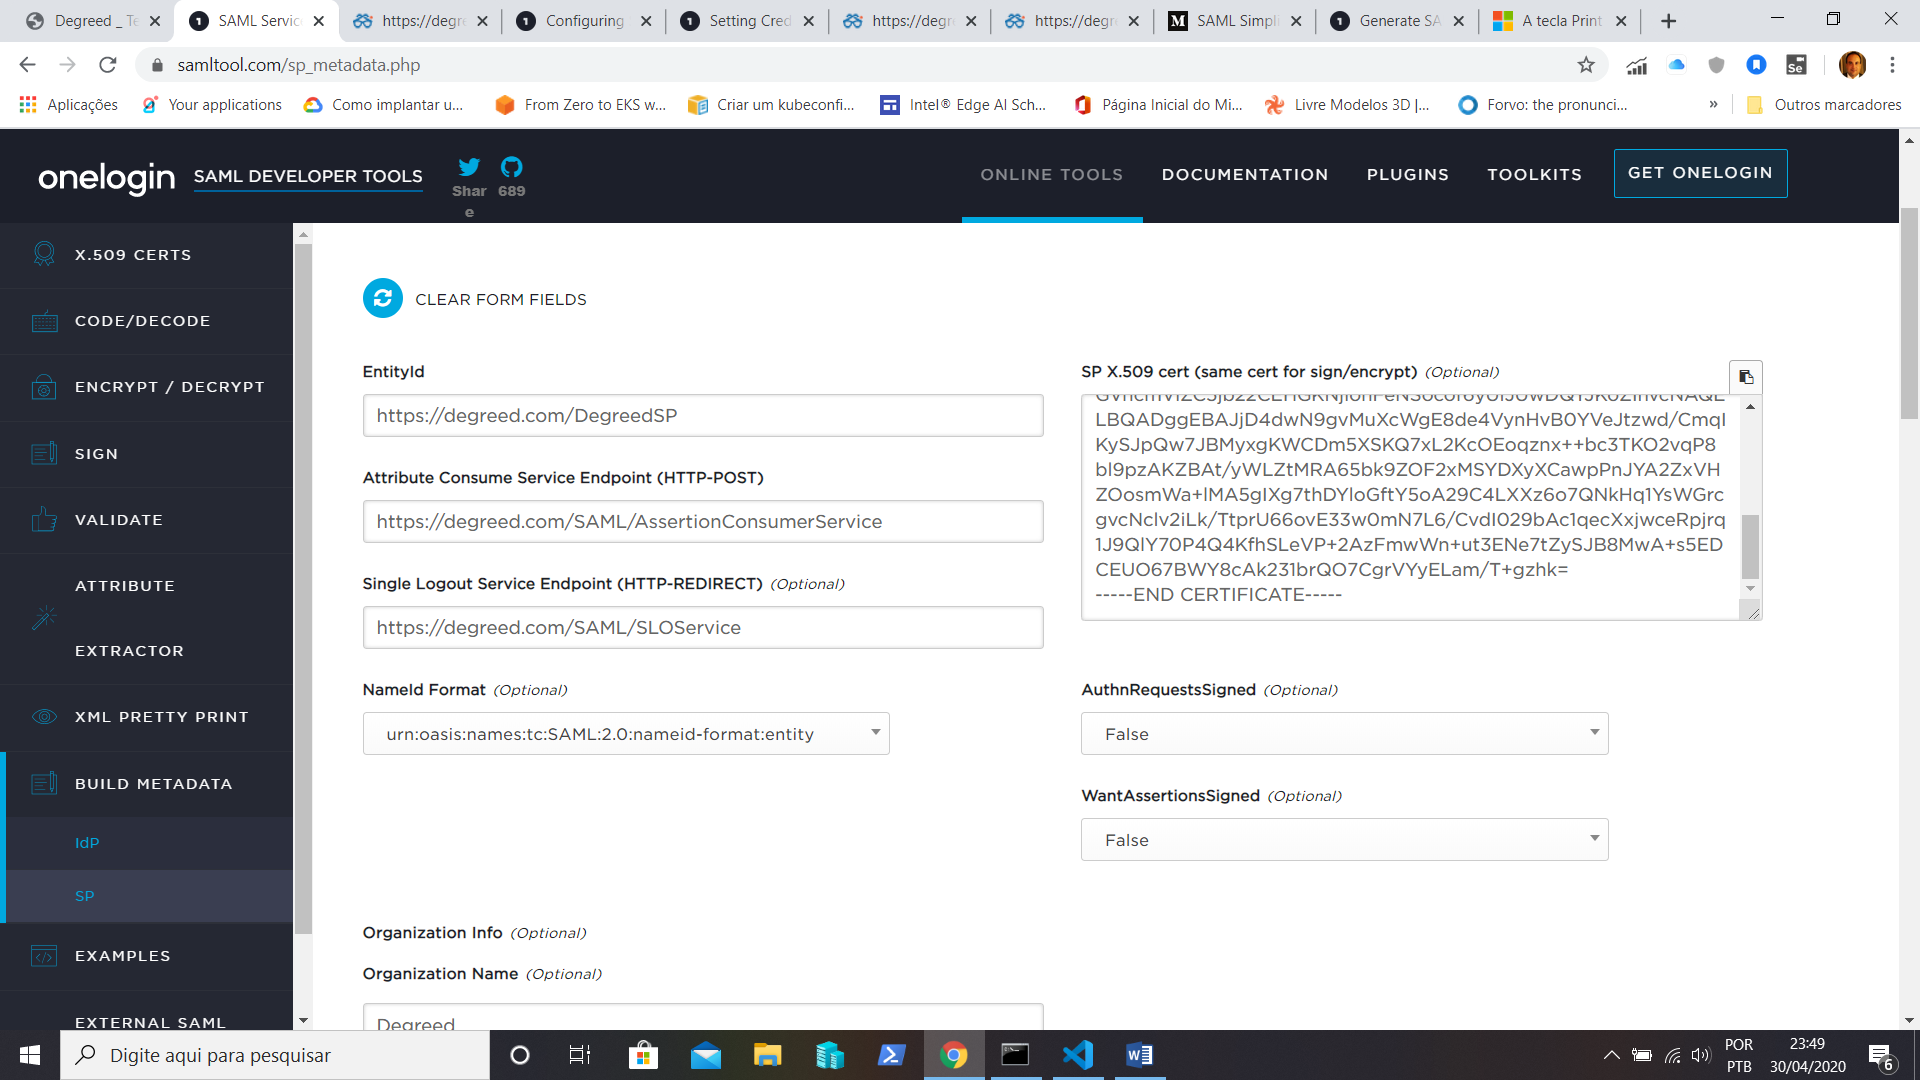 Degreed _ Te
SAML Servic
https://degre
Configuring
Setting Cred
https://degr
https://degre
SAML Simpli
Generate SA
A tecla Print
samltool.com/sp_metadata.php
Aplicações
Your applications
Como implantar u...
From Zero to EKS w...
Criar um kubeconfi...
Intel® Edge AI Sch...
Página Inicial do Mi...
Livre Modelos 3D |...
Forvo: the pronunci...
»
Outros marcadores
onelogin
SAML DEVELOPER TOOLS
Shar
e
689
ONLINE TOOLS
DOCUMENTATION
PLUGINS
TOOLKITS
GET ONELOGIN
X.509 CERTS
CODE/DECODE
ENCRYPT / DECRYPT
SIGN
VALIDATE
ATTRIBUTE
EXTRACTOR
XML PRETTY PRINT
BUILD METADATA
IdP
SP
EXAMPLES
EXTERNAL SAML
CLEAR FORM FIELDS
EntityId
https://degreed.com/DegreedSP
Attribute Consume Service Endpoint (HTTP-POST)
https://degreed.com/SAML/AssertionConsumerService
Single Logout Service Endpoint (HTTP-REDIRECT) (Optional)
https://degreed.com/SAML/SLOService
NameId Format (Optional)
urn:oasis:names:tc:SAML:2.0:nameid-format:entity
SP X.509 cert (same cert for sign/encrypt) (Optional)
LBQADggEBAJjD4dwN9gvMuXcWgE8de4VynHvB0YVeJtzwd/CmqI
KySJpQw7JBMyxgKWCDm5XSKQ7xL2KcOEoqznx++bc3TKO2vqP8
bl9pzAKZBAt/yWLZtMRA65bk9ZOF2xMSYDXyXCawpPnJYA2ZxVH
ZOosmWa+lMA5gIXg7thDYloGftY5oA29C4LXXz6o7QNkHq1YsWGrc
gvcNclv2iLk/TtprU66ovE33w0mN7L6/CvdI029bAc1qecXxjwceRpjrq
1J9QlY70P4Q4KfhSLeVP+2AzFmwWn+ut3ENe7tZySJB8MwA+s5ED
CEUO67BWY8cAk231brQO7CgrVYyELam/T+gzhk=
-----END CERTIFICATE-----
AuthnRequestsSigned (Optional)
False
WantAssertionsSigned (Optional)
False
Organization Info (Optional)
Organization Name (Optional)
Degreed
Digite aqui para pesquisar
POR
PTB
23:49
30/04/2020
6